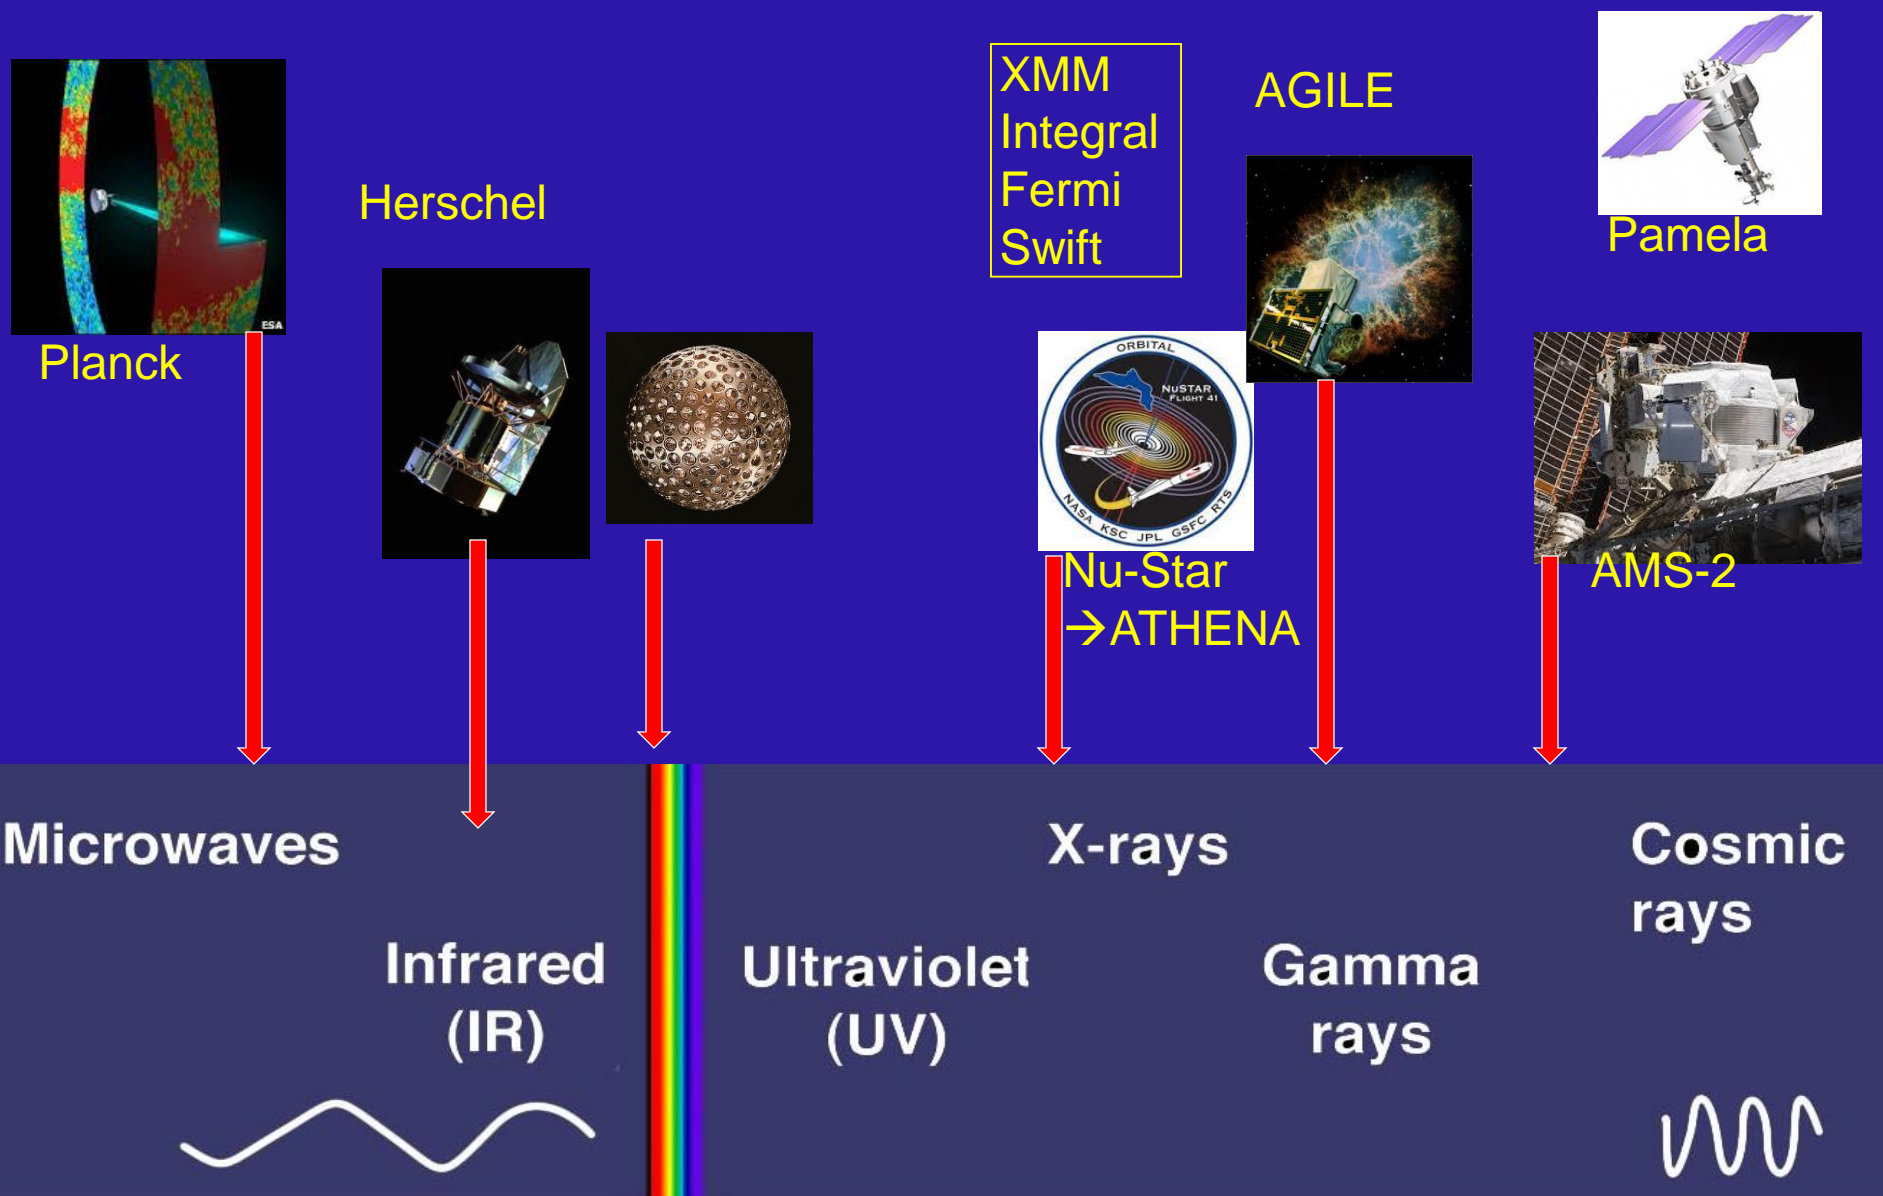 XMM
Integral
Fermi
Swift
AGILE
Pamela
Herschel
ESA
Planck
ORBITAL
NuSTAR
FLIGHT 41
NASA KSC JPL GSFC RTS
Nu-Star
→ATHENA
AMS-2
Microwaves
Infrared
(IR)
Ultraviolet
(UV)
X-rays
Gamma
rays
Cosmic
rays